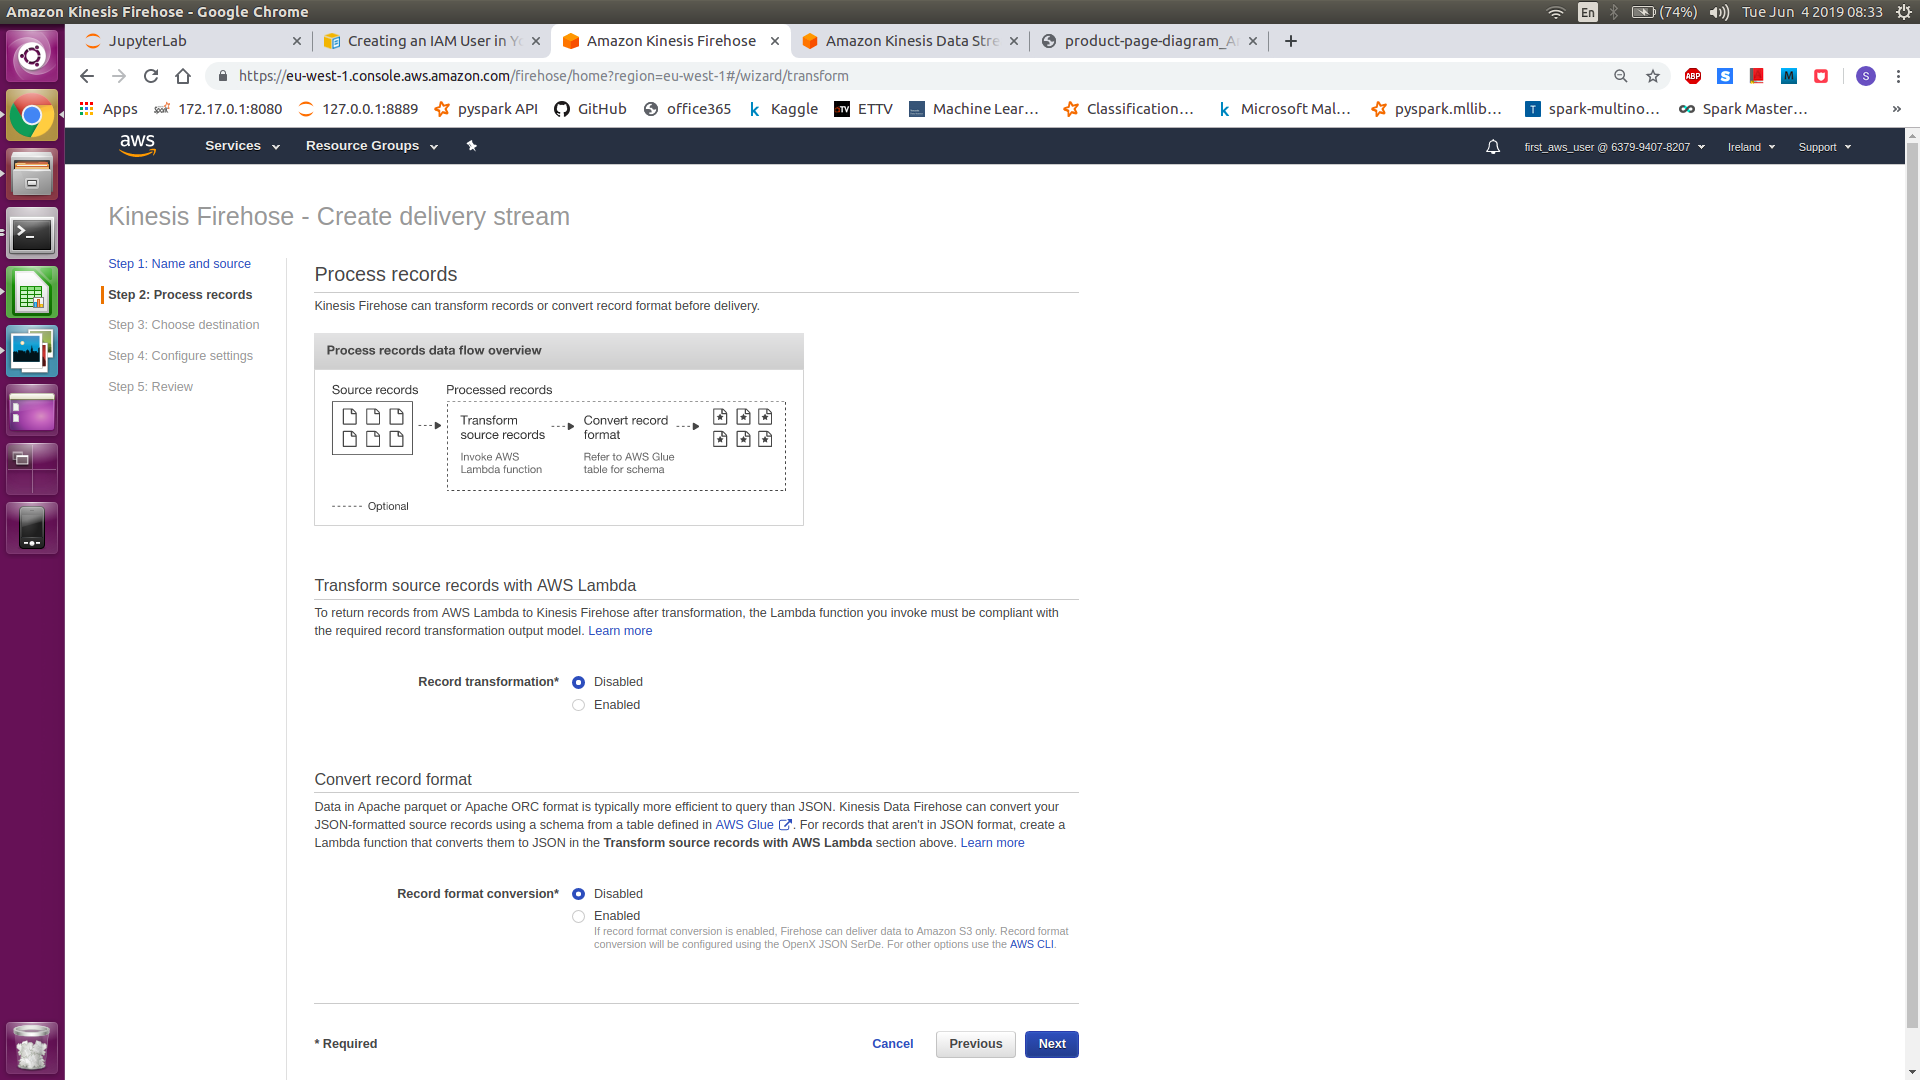 Amazon Kinesis Firehose - Google Chrome
En
(74%)
Tue Jun 4 2019 08:33
JupyterLab
Creating an IAM User in Yo
Amazon Kinesis Firehose
Amazon Kinesis Data Stre
product-page-diagram_A
https://eu-west-1.console.aws.amazon.com/firehose/home?region=eu-west-1#/wizard/transform
ABP
S
M
S
Apps
172.17.0.1:8080
127.0.0.1:8889
pyspark API
GitHub
office365
Kaggle
ETTV
Machine Lear...
Classification...
Microsoft Mal...
pyspark.mllib...
spark-multino...
Spark Master...
»
aws
Services
Resource Groups
first_aws_user @ 6379-9407-8207
Ireland
Support
Kinesis Firehose - Create delivery stream
Step 1: Name and source
Step 2: Process records
Step 3: Choose destination
Step 4: Configure settings
Step 5: Review
Process records
Kinesis Firehose can transform records or convert record format before delivery.
Process records data flow overview
Source records
Processed records
Transform
source records
Invoke AWS
Lambda function
Convert record
format
Refer to AWS Glue
table for schema
Optional
Transform source records with AWS Lambda
To return records from AWS Lambda to Kinesis Firehose after transformation, the Lambda function you invoke must be compliant with
the required record transformation output model. Learn more
Record transformation*
Disabled
Enabled
Convert record format
Data in Apache parquet or Apache ORC format is typically more efficient to query than JSON. Kinesis Data Firehose can convert your
JSON-formatted source records using a schema from a table defined in AWS Glue . For records that aren't in JSON format, create a
Lambda function that converts them to JSON in the Transform source records with AWS Lambda section above. Learn more
Record format conversion*
Disabled
Enabled
If record format conversion is enabled, Firehose can deliver data to Amazon S3 only. Record format
conversion will be configured using the OpenX JSON SerDe. For other options use the AWS CLI.
* Required
Cancel
Previous
Next